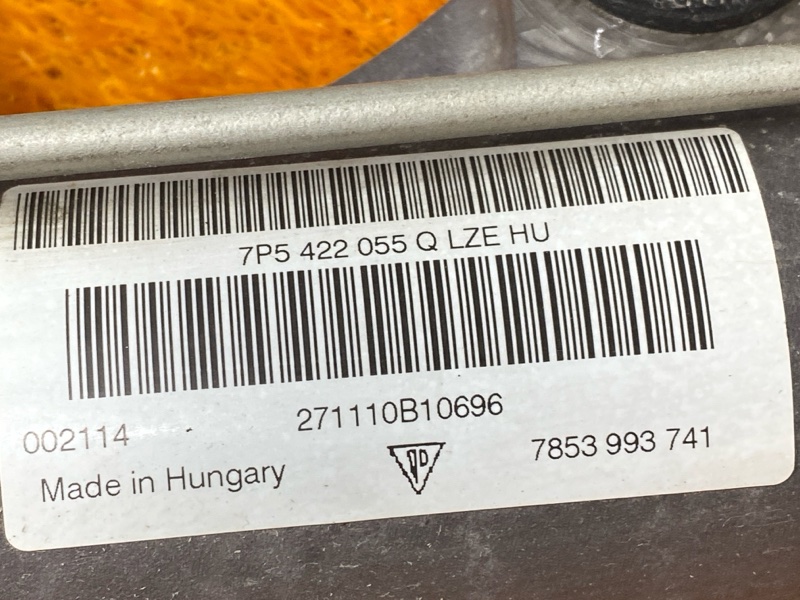 7P5 422 055 Q LZE HU
271110B10696
002114
7853 993 741
Made in Hungary